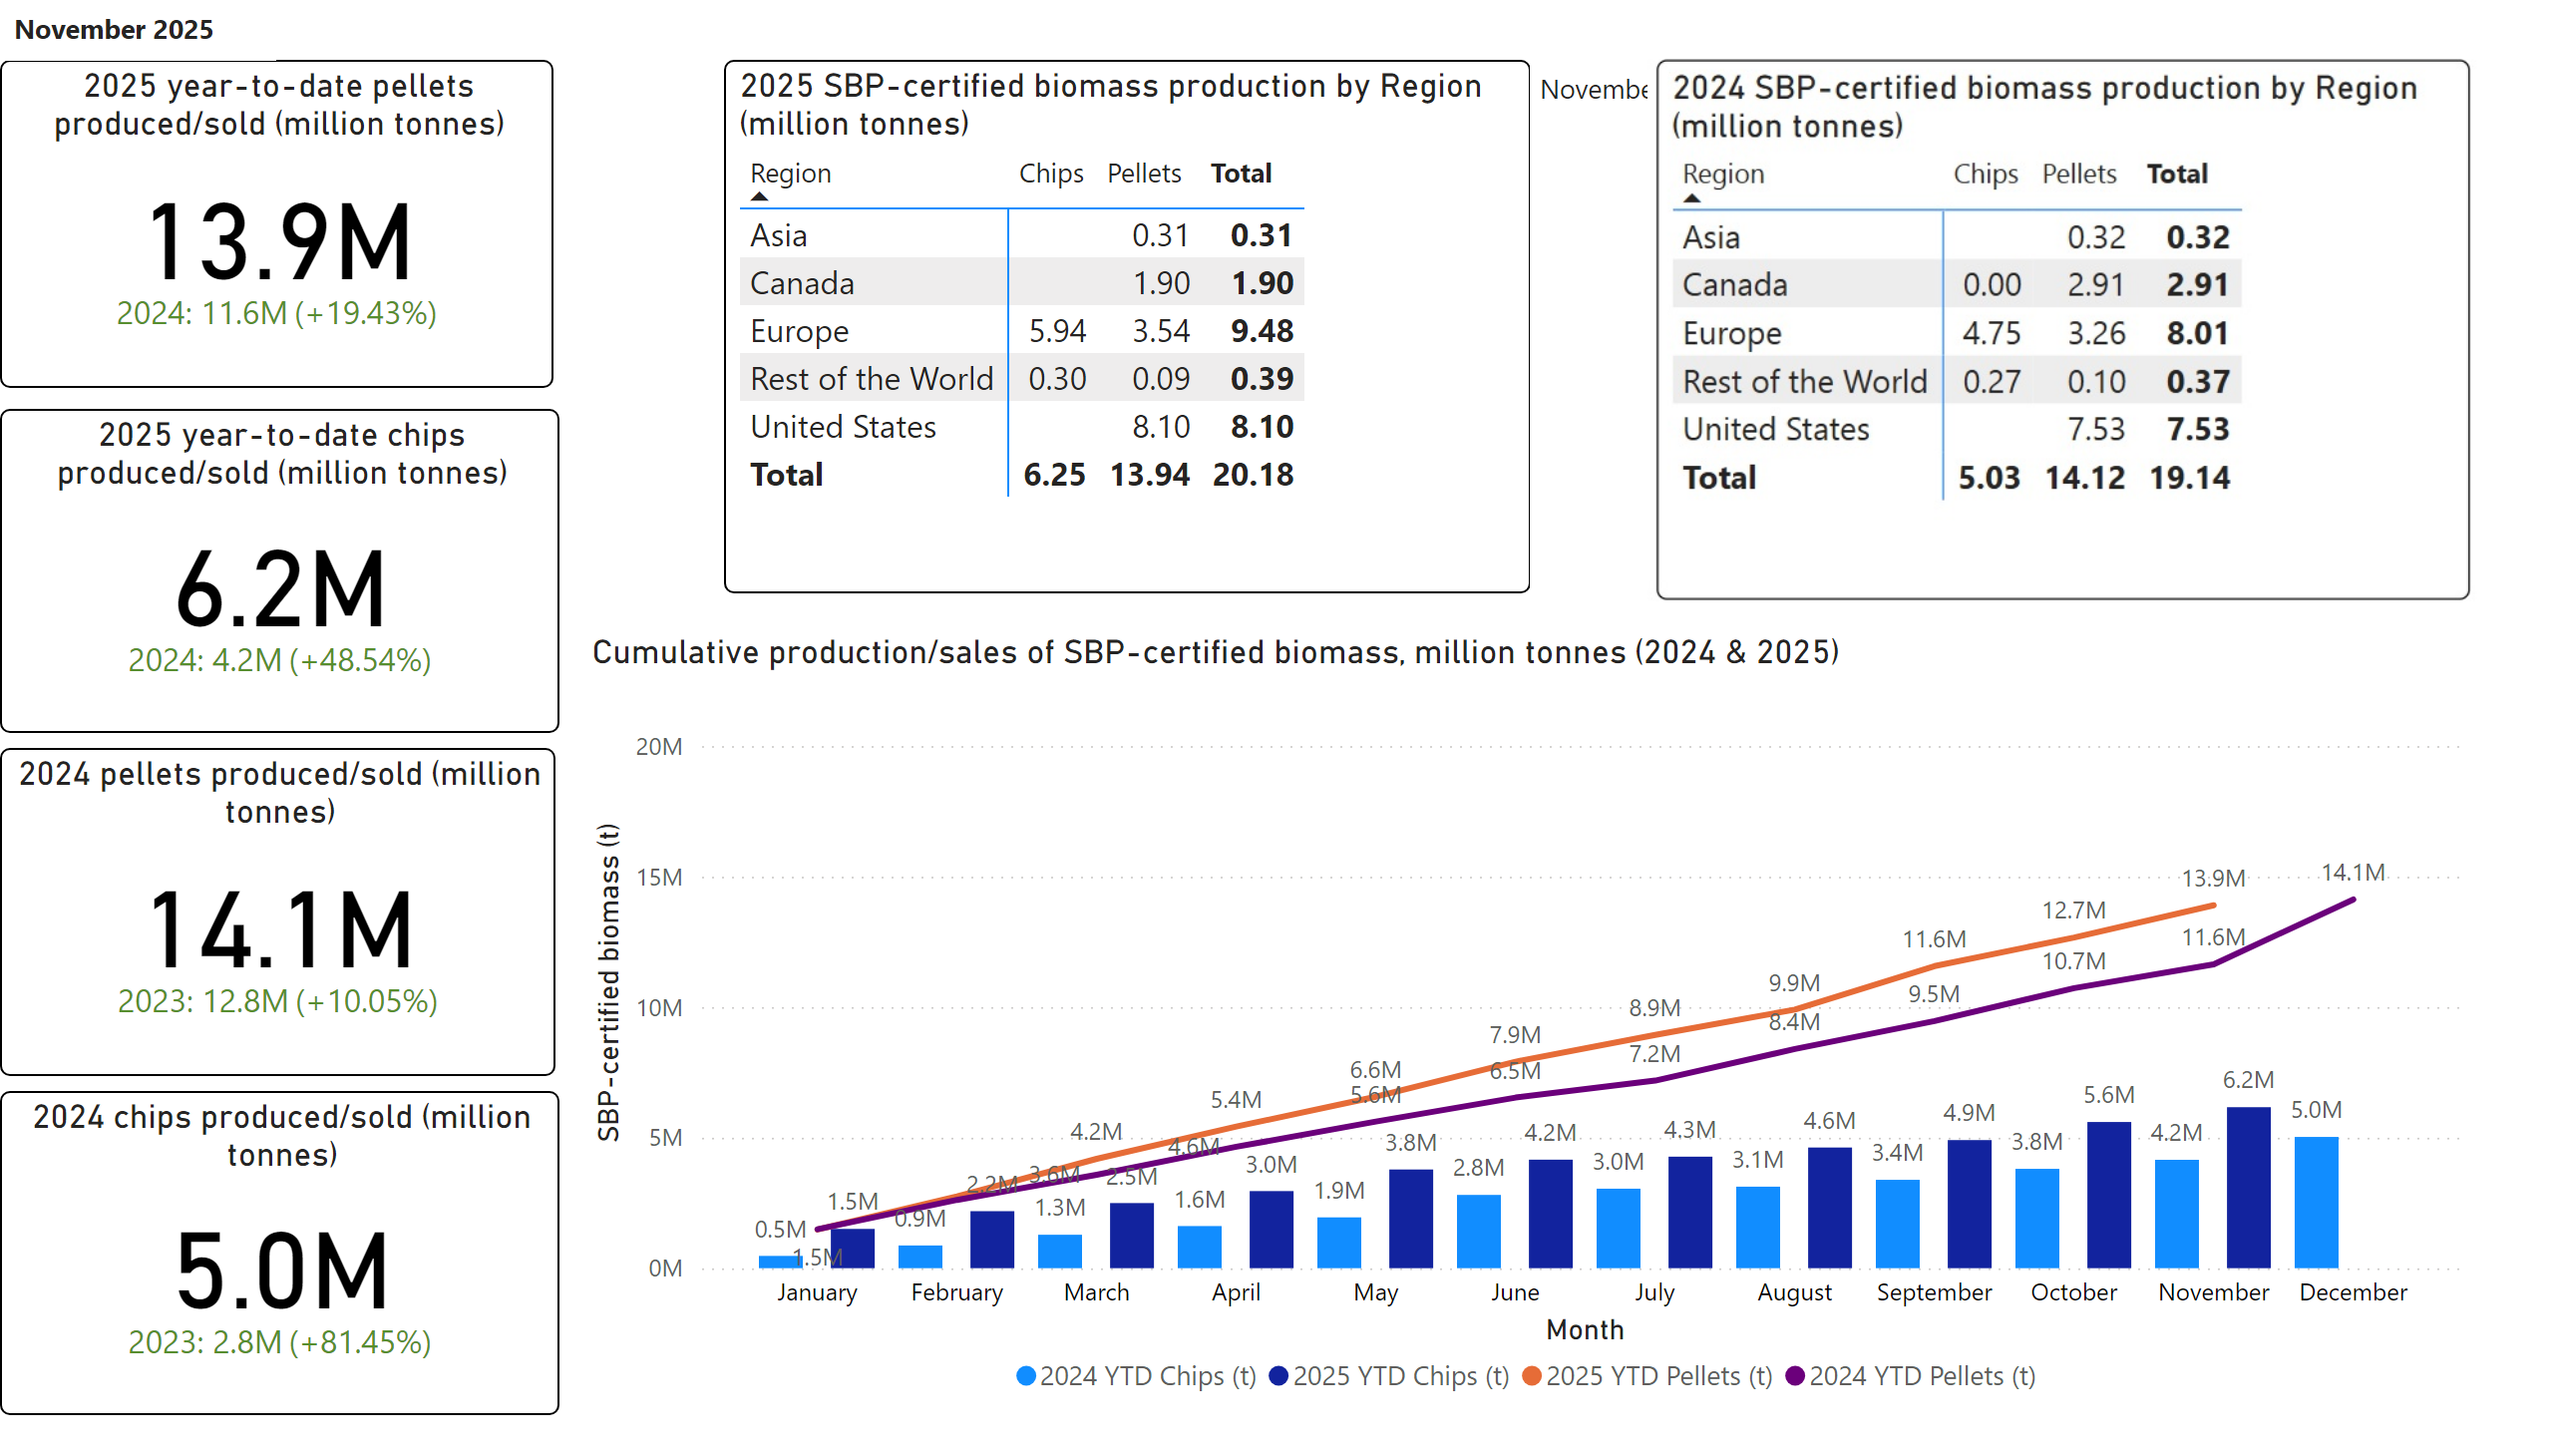 November 2025
2025 year-to-date pellets
produced/sold (million tonnes)
13.9M
2024: 11.6M (+19.43%)
2025 year-to-date chips
produced/sold (million tonnes)
6.2M
2024: 4.2M (+48.54%)
2024 pellets produced/sold (million
tonnes)
14.1M
2023: 12.8M (+10.05%)
2024 chips produced/sold (million
tonnes)
5.0M
2023: 2.8M (+81.45%)
2025 SBP-certified biomass production by Region
(million tonnes)
Region Chips Pellets Total
Asia 0.31 0.31
Canada 1.90 1.90
Europe 5.94 3.54 9.48
Rest of the World 0.30 0.09 0.39
United States 8.10 8.10
Total 6.25 13.94 20.18
2024 SBP-certified biomass production by Region
(million tonnes)
Region Chips Pellets Total
Asia 0.32 0.32
Canada 0.00 2.91 2.91
Europe 4.75 3.26 8.01
Rest of the World 0.27 0.10 0.37
United States 7.53 7.53
Total 5.03 14.12 19.14
Cumulative production/sales of SBP-certified biomass, million tonnes (2024 & 2025)
SBP-certified biomass (t)
20M
15M
10M
5M
0M
13.9M 14.1M
12.7M
11.6M 11.6M
10.7M
9.9M 9.5M
8.9M 8.4M
7.9M 7.2M
6.6M 6.5M
5.4M 5.6M
4.2M 4.6M
2.2M 3.6M
1.5M 1.5M
0.5M 0.9M 1.3M 1.6M 1.9M 2.8M 3.0M 3.1M 3.4M 3.8M 4.2M 5.0M
2.5M 3.0M 3.8M 4.2M 4.3M 4.6M 4.9M 5.6M 6.2M
January February March April May June July August September October November December
Month
2024 YTD Chips (t) 2025 YTD Chips (t) 2025 YTD Pellets (t) 2024 YTD Pellets (t)